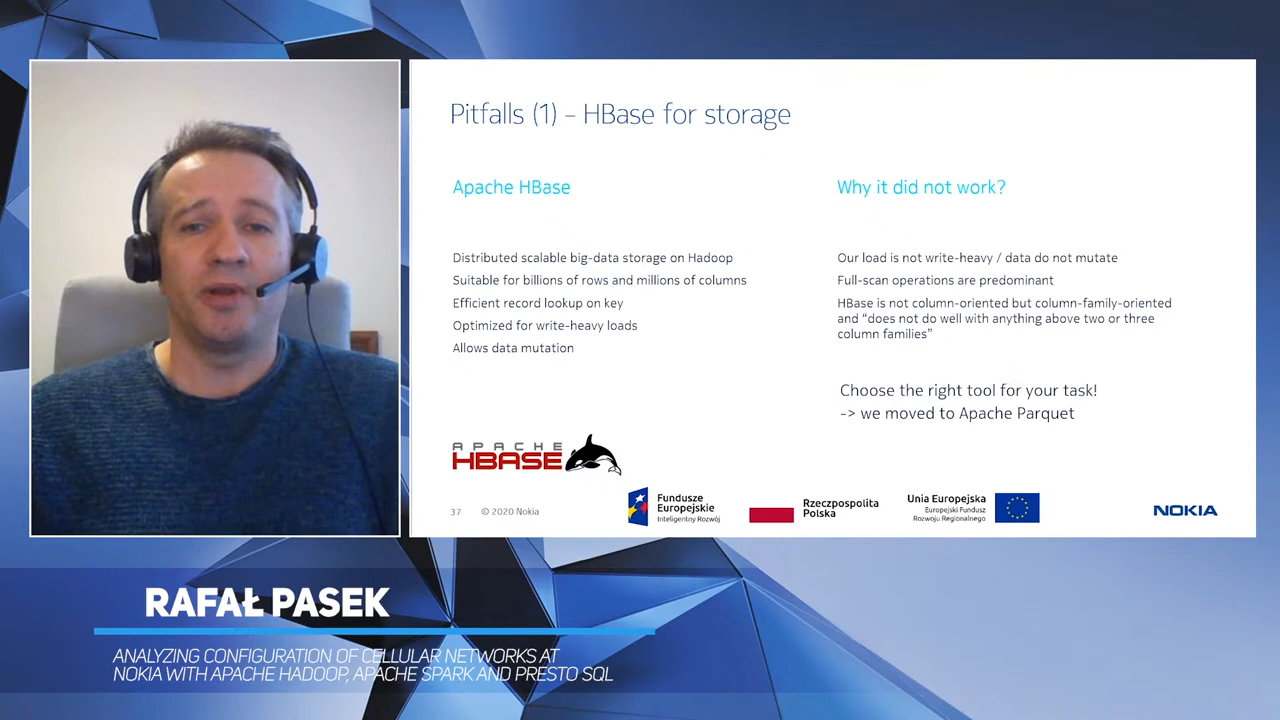 Pitfalls (1) – HBase for storage
Apache HBase
Distributed scalable big-data storage on Hadoop
Suitable for billions of rows and millions of columns
Efficient record lookup on key
Optimized for write-heavy loads
Allows data mutation
Why it did not work?
Our load is not write-heavy / data do not mutate
Full-scan operations are predominant
HBase is not column-oriented but column-family-oriented
and “does not do well with anything above two or three
column families”
Choose the right tool for your task!
-> we moved to Apache Parquet
APACHE
HBASE
37 © 2020 Nokia
Fundusze
Europejskie
Inteligentny Rozwój
Rzeczpospolita
Polska
Unia Europejska
Europejski Fundusz
Rozwoju Regionalnego
NOKIA
RAFAŁ PASEK
ANALYZING CONFIGURATION OF CELLULAR NETWORKS AT
NOKIA WITH APACHE HADOOP, APACHE SPARK AND PRESTO SQL